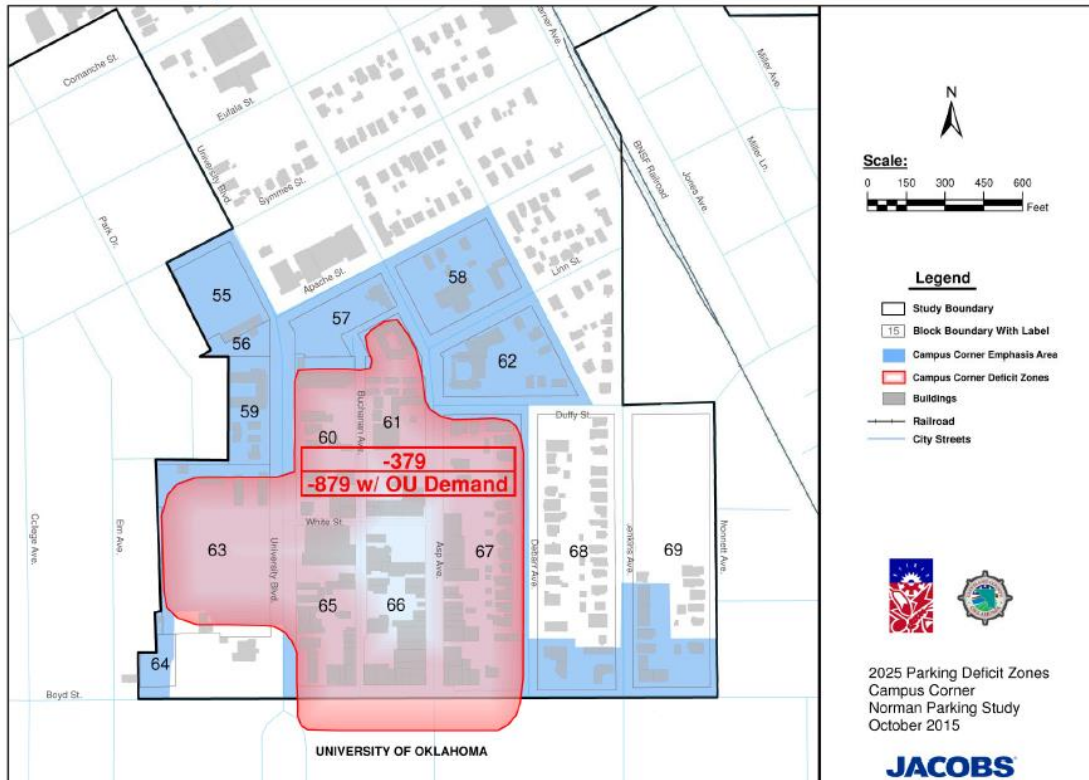 Comanche St.
Eufals St.
University Blvd.
Symmes St.
Park Dr.
Apache St.
Linn St.
BNSF Railroad
Miller Ave.
Miller Ln.
Jones Ave.
55
56
57
58
59
60
61
62
Buchanan Ave.
Duffy St.
-379
-879 w/ OU Demand
White St.
College Ave.
Elm Ave.
63
University Blvd.
65
66
Asp Ave.
67
Debarr Ave.
68
Jenkins Ave.
69
Monnett Ave.
64
Boyd St.
UNIVERSITY OF OKLAHOMA
N
Scale:
0 150 300 450 600
Feet
Legend
Study Boundary
15 Block Boundary With Label
Campus Corner Emphasis Area
Campus Corner Deficit Zones
Buildings
Railroad
City Streets
2025 Parking Deficit Zones
Campus Corner
Norman Parking Study
October 2015
JACOBS